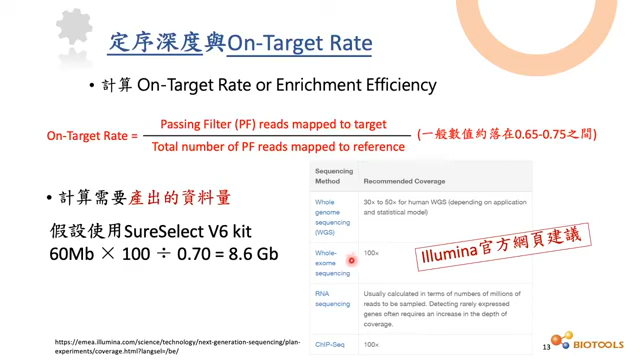 定序深度與On-Target Rate
• 計算 On-Target Rate or Enrichment Efficiency
On-Target Rate =
Passing Filter (PF) reads mapped to target
Total number of PF reads mapped to reference
(一般數值約落在0.65-0.75之間)
• 計算需要產出的資料量
假設使用SureSelect V6 kit
60Mb × 100 ÷ 0.70 = 8.6 Gb
Sequencing
Method
Recommended Coverage
Whole
genome
sequencing
(WGS)
30× to 50× for human WGS (depending on application
and statistical model)
Whole-
exome
sequencing
100×
RNA
sequencing
Usually calculated in terms of numbers of millions of
reads to be sampled. Detecting rarely expressed
genes often requires an increase in the depth of
coverage.
ChIP-Seq
100×
Illumina官方網頁建議
https://emea.illumina.com/science/technology/next-generation-sequencing/plan-
experiments/coverage.html?langsel=/be/
13
BIOTOOLS